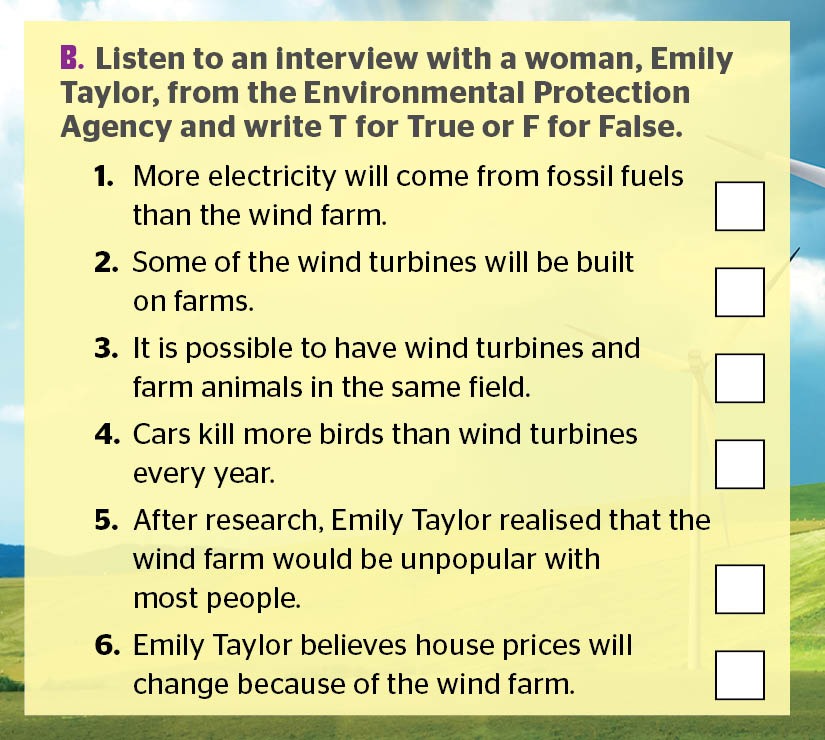 B. Listen to an interview with a woman, Emily
Taylor, from the Environmental Protection
Agency and write T for True or F for False.
1. More electricity will come from fossil fuels
than the wind farm.
2. Some of the wind turbines will be built
on farms.
3. It is possible to have wind turbines and
farm animals in the same field.
4. Cars kill more birds than wind turbines
every year.
5. After research, Emily Taylor realised that the
wind farm would be unpopular with
most people.
6. Emily Taylor believes house prices will
change because of the wind farm.